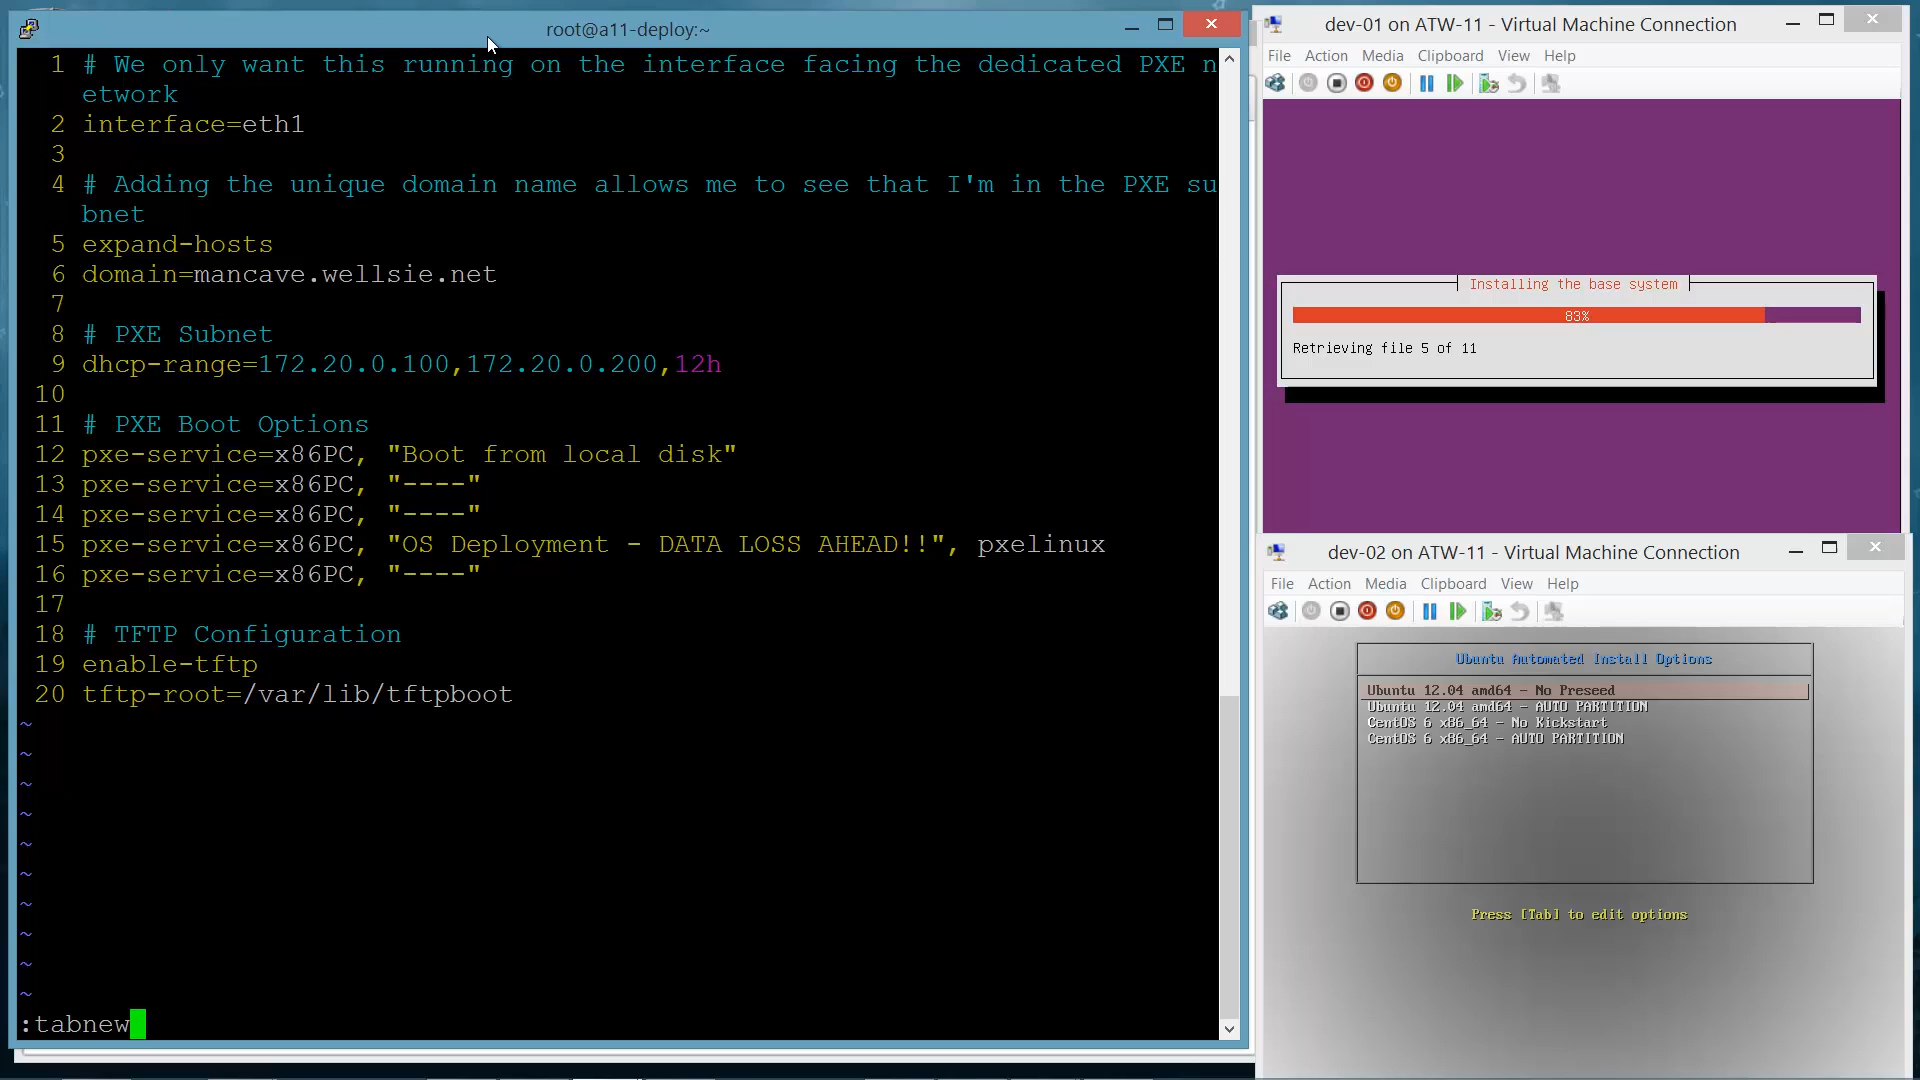 root@a11-deploy:~
1 # We only want this running on the interface facing the dedicated PXE n
etwork
2 interface=eth1
3
4 # Adding the unique domain name allows me to see that I'm in the PXE su
bnet
5 expand-hosts
6 domain=mancave.wellsie.net
7
8 # PXE Subnet
9 dhcp-range=172.20.0.100,172.20.0.200,12h
10
11 # PXE Boot Options
12 pxe-service=x86PC, "Boot from local disk"
13 pxe-service=x86PC, "----"
14 pxe-service=x86PC, "----"
15 pxe-service=x86PC, "OS Deployment - DATA LOSS AHEAD!!", pxelinux
16 pxe-service=x86PC, "----"
17
18 # TFTP Configuration
19 enable-tftp
20 tftp-root=/var/lib/tftpboot
~
~
~
~
~
~
~
~
~
~
:tabnew
dev-01 on ATW-11 - Virtual Machine Connection
File Action Media Clipboard View Help
Installing the base system
83%
Retrieving file 5 of 11
dev-02 on ATW-11 - Virtual Machine Connection
File Action Media Clipboard View Help
Ubuntu Automated Install Options
Ubuntu 12.04 amd64 - No Preseed
Ubuntu 12.04 amd64 - AUTO PARTITION
CentOS 6 x86_64 - No Kickstart
CentOS 6 x86_64 - AUTO PARTITION
Press [Tab] to edit options